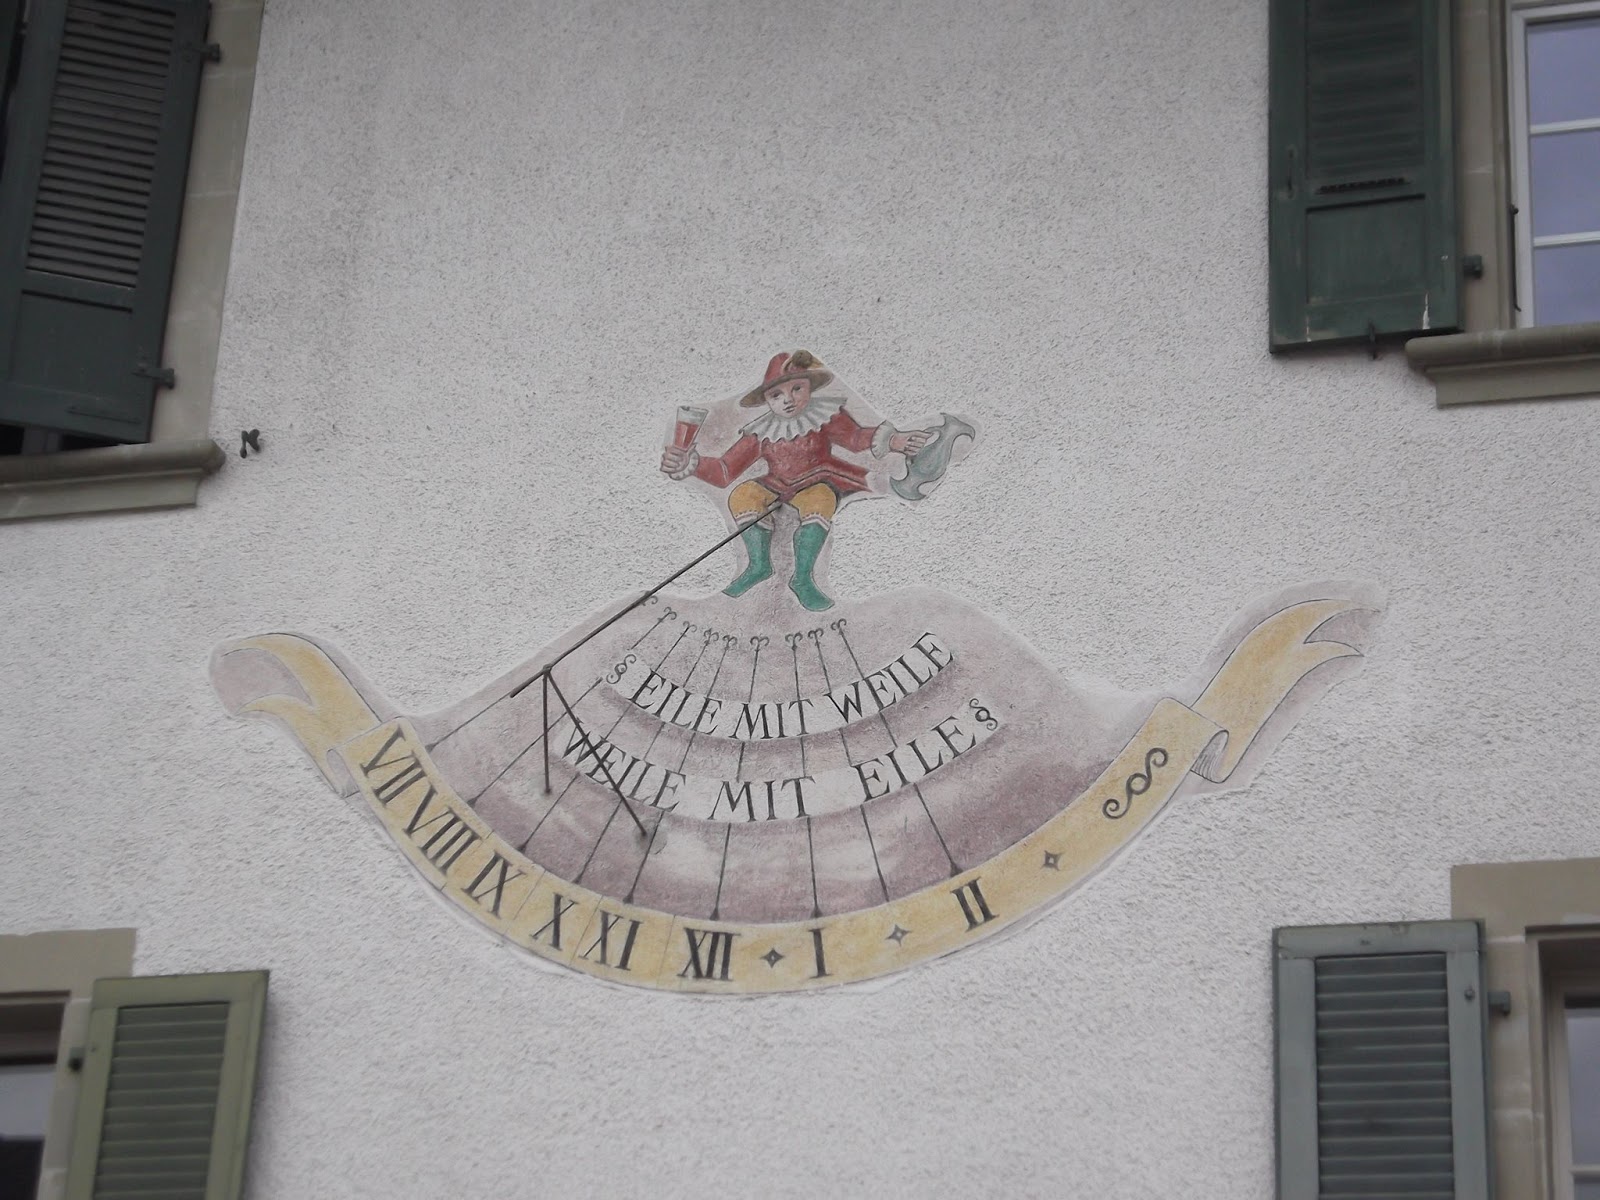 § EILE MIT WEILE
WEILE MIT EILE §
VII VIII IX X XI XII I II